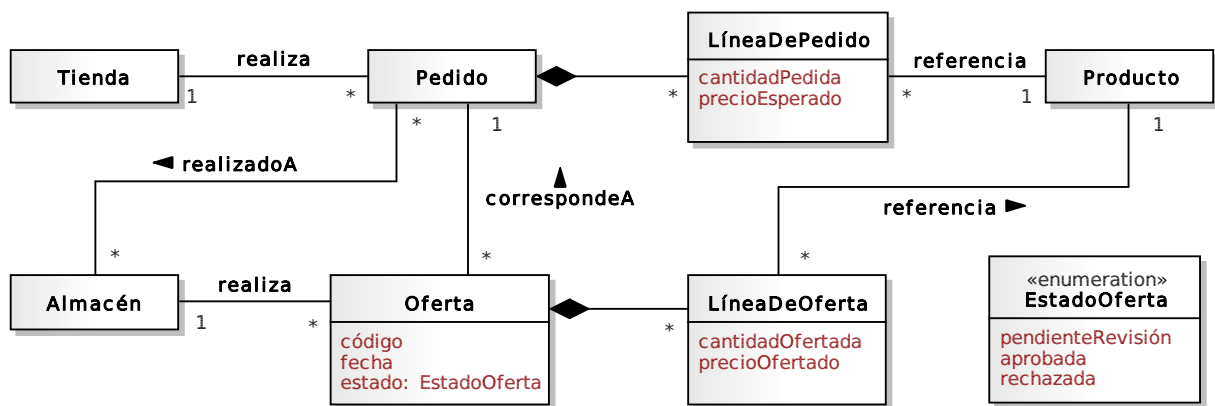 Tienda
realiza
1
*
Pedido
*
LíneaDePedido
cantidadPedida
precioEsperado
referencia
*
1
Producto
*
1
1
realizadoA
correspondeA
referencia
*
*
*
Almacén
realiza
1
*
Oferta
código
fecha
estado: EstadoOferta
*
LíneaDeOferta
cantidadOfertada
precioOfertado
«enumeration»
EstadoOferta
pendienteRevisión
aprobada
rechazada